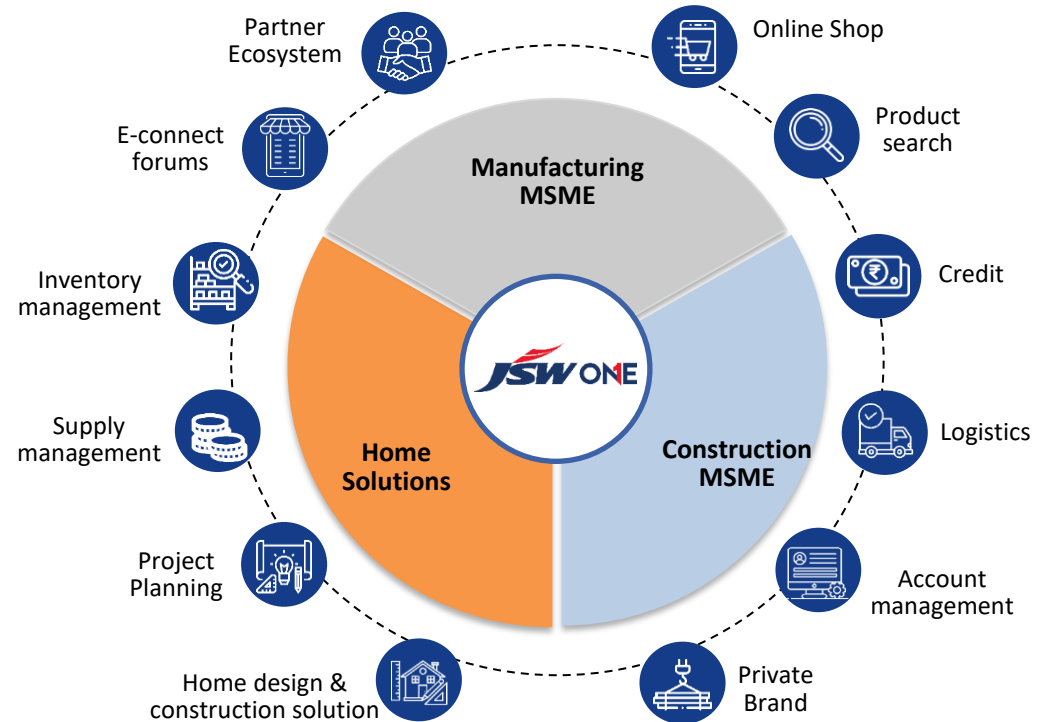 Partner
Ecosystem
Online Shop
E-connect
forums
Product
search
Manufacturing
MSME
Inventory
management
₹
Credit
JSW ONE
Supply
management
Home
Solutions
Construction
MSME
Logistics
Project
Planning
Account
management
Home design &
construction solution
Private
Brand